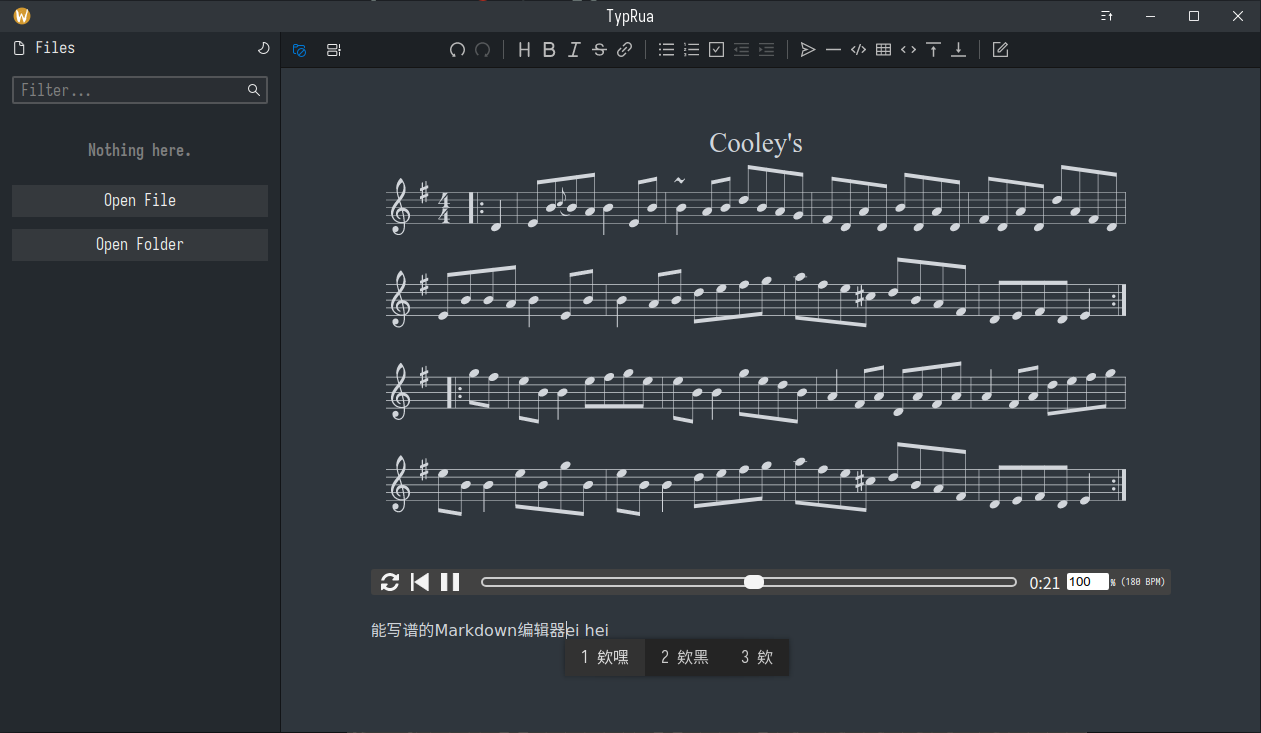 TypRua
Files
Filter...
Nothing here.
Open File
Open Folder
Cooley's
0:21 100 % (180 BPM)
能写谱的Markdown编辑器ei hei
1 欸嘿 2 欸黑 3 欸